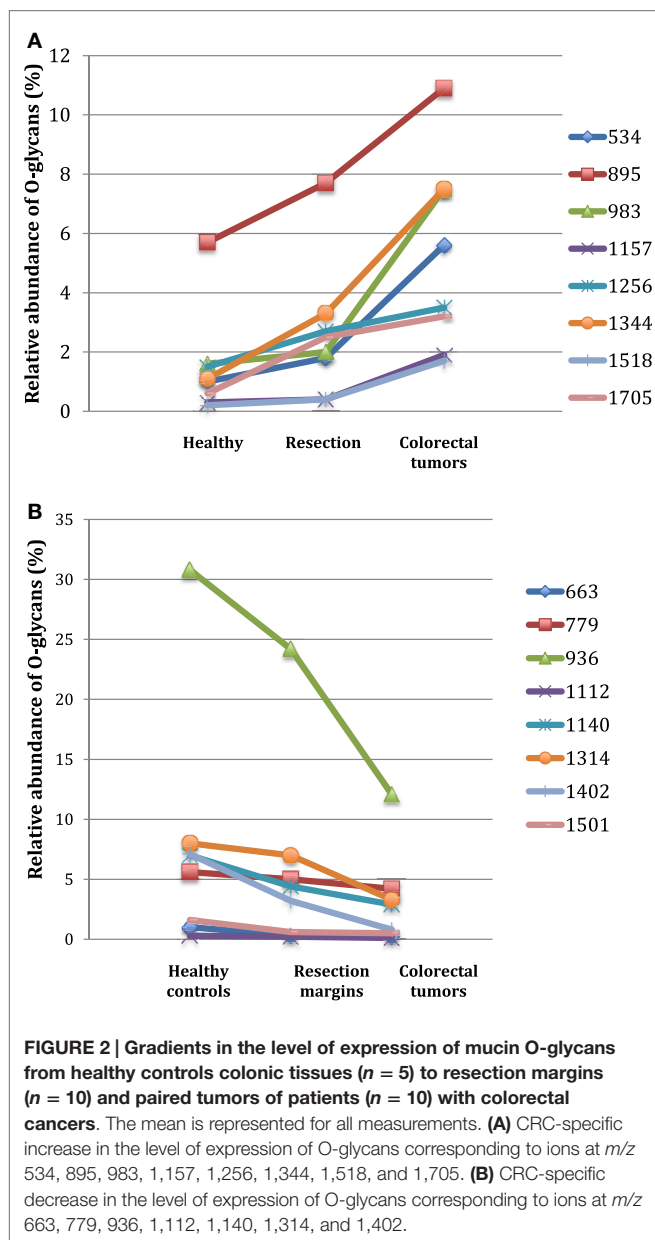 A
Relative abundance of O-glycans (%)
12
10
8
6
4
2
0
Healthy
Resection
Colorectal
tumors
534
895
983
1157
1256
1344
1518
1705
B
Relative abundance of O-glycans (%)
35
30
25
20
15
10
5
0
Healthy
controls
Resection
margins
Colorectal
tumors
663
779
936
1112
1140
1314
1402
1501
FIGURE 2 | Gradients in the level of expression of mucin O-glycans
from healthy controls colonic tissues (n = 5) to resection margins
(n = 10) and paired tumors of patients (n = 10) with colorectal
cancers. The mean is represented for all measurements. (A) CRC-specific
increase in the level of expression of O-glycans corresponding to ions at m/z
534, 895, 983, 1,157, 1,256, 1,344, 1,518, and 1,705. (B) CRC-specific
decrease in the level of expression of O-glycans corresponding to ions at m/z
663, 779, 936, 1,112, 1,140, 1,314, and 1,402.